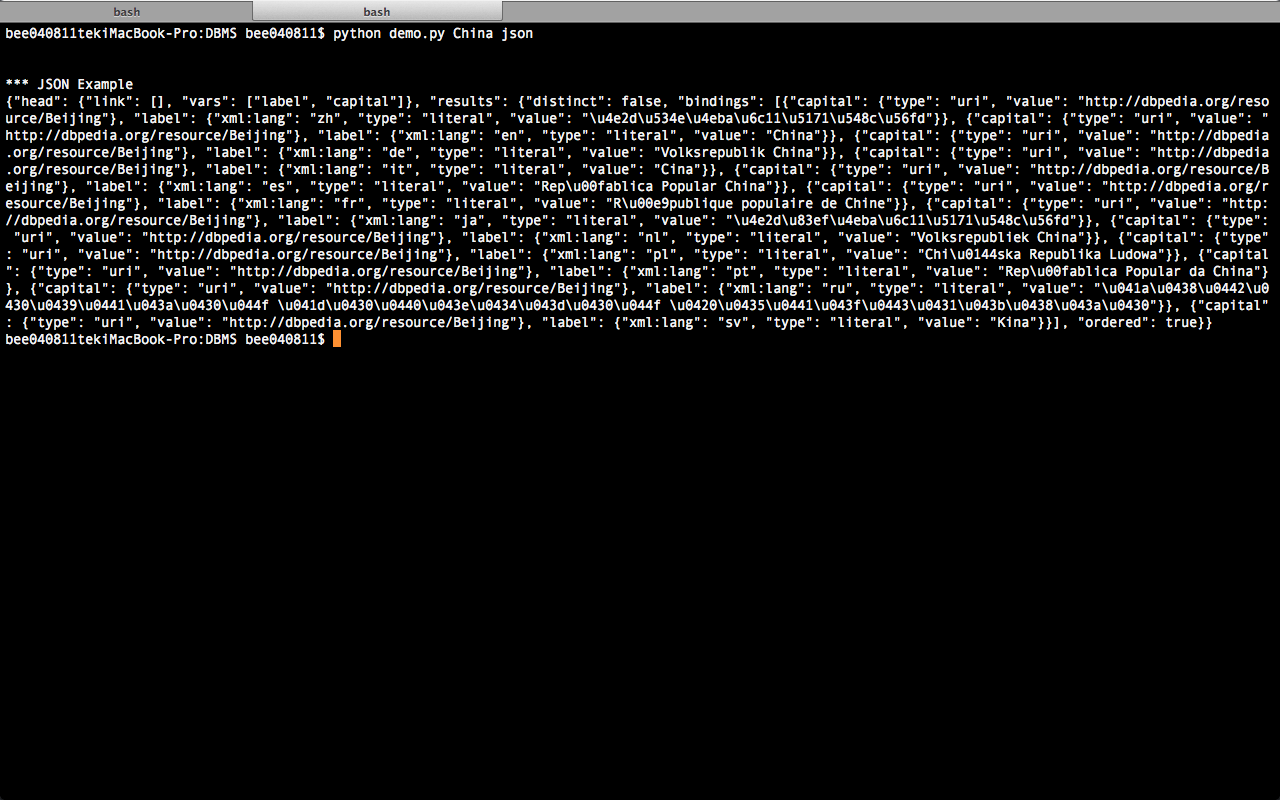 bash
bash
bee040811tekiMacBook-Pro:DBMS bee040811$ python demo.py China json
*** JSON Example
{"head": {"link": [], "vars": ["label", "capital"]}, "results": {"distinct": false, "bindings": [{"capital": {"type": "uri", "value": "http://dbpedia.org/reso
urce/Beijing"}, "label": {"xml:lang": "zh", "type": "literal", "value": "\u4e2d\u534e\u4eba\u6c11\u5171\u548c\u56fd"}}, {"capital": {"type": "uri", "value": "
http://dbpedia.org/resource/Beijing"}, "label": {"xml:lang": "en", "type": "literal", "value": "China"}}, {"capital": {"type": "uri", "value": "http://dbpedia
.org/resource/Beijing"}, "label": {"xml:lang": "de", "type": "literal", "value": "Volksrepublik China"}}, {"capital": {"type": "uri", "value": "http://dbpedia
.org/resource/Beijing"}, "label": {"xml:lang": "it", "type": "literal", "value": "Cina"}}, {"capital": {"type": "uri", "value": "http://dbpedia.org/resource/B
eijing"}, "label": {"xml:lang": "es", "type": "literal", "value": "Rep\u00fablica Popular China"}}, {"capital": {"type": "uri", "value": "http://dbpedia.org/r
esource/Beijing"}, "label": {"xml:lang": "fr", "type": "literal", "value": "R\u00e9publique populaire de Chine"}}, {"capital": {"type": "uri", "value": "http:
//dbpedia.org/resource/Beijing"}, "label": {"xml:lang": "ja", "type": "literal", "value": "\u4e2d\u83ef\u4eba\u6c11\u5171\u548c\u56fd"}}, {"capital": {"type":
"uri", "value": "http://dbpedia.org/resource/Beijing"}, "label": {"xml:lang": "nl", "type": "literal", "value": "Volksrepubliek China"}}, {"capital": {"type"
: "uri", "value": "http://dbpedia.org/resource/Beijing"}, "label": {"xml:lang": "pl", "type": "literal", "value": "Chi\u0144ska Republika Ludowa"}}, {"capital
": {"type": "uri", "value": "http://dbpedia.org/resource/Beijing"}, "label": {"xml:lang": "pt", "type": "literal", "value": "Rep\u00fablica Popular da China"}
}, {"capital": {"type": "uri", "value": "http://dbpedia.org/resource/Beijing"}, "label": {"xml:lang": "ru", "type": "literal", "value": "\u041a\u0438\u0442\u0
430\u0439\u0441\u043a\u0430\u044f \u041d\u0430\u0440\u043e\u0434\u043d\u0430\u044f \u0420\u0435\u0441\u043f\u0443\u0431\u043b\u0438\u043a\u0430"}}, {"capital"
: {"type": "uri", "value": "http://dbpedia.org/resource/Beijing"}, "label": {"xml:lang": "sv", "type": "literal", "value": "Kina"}}], "ordered": true}}
bee040811tekiMacBook-Pro:DBMS bee040811$